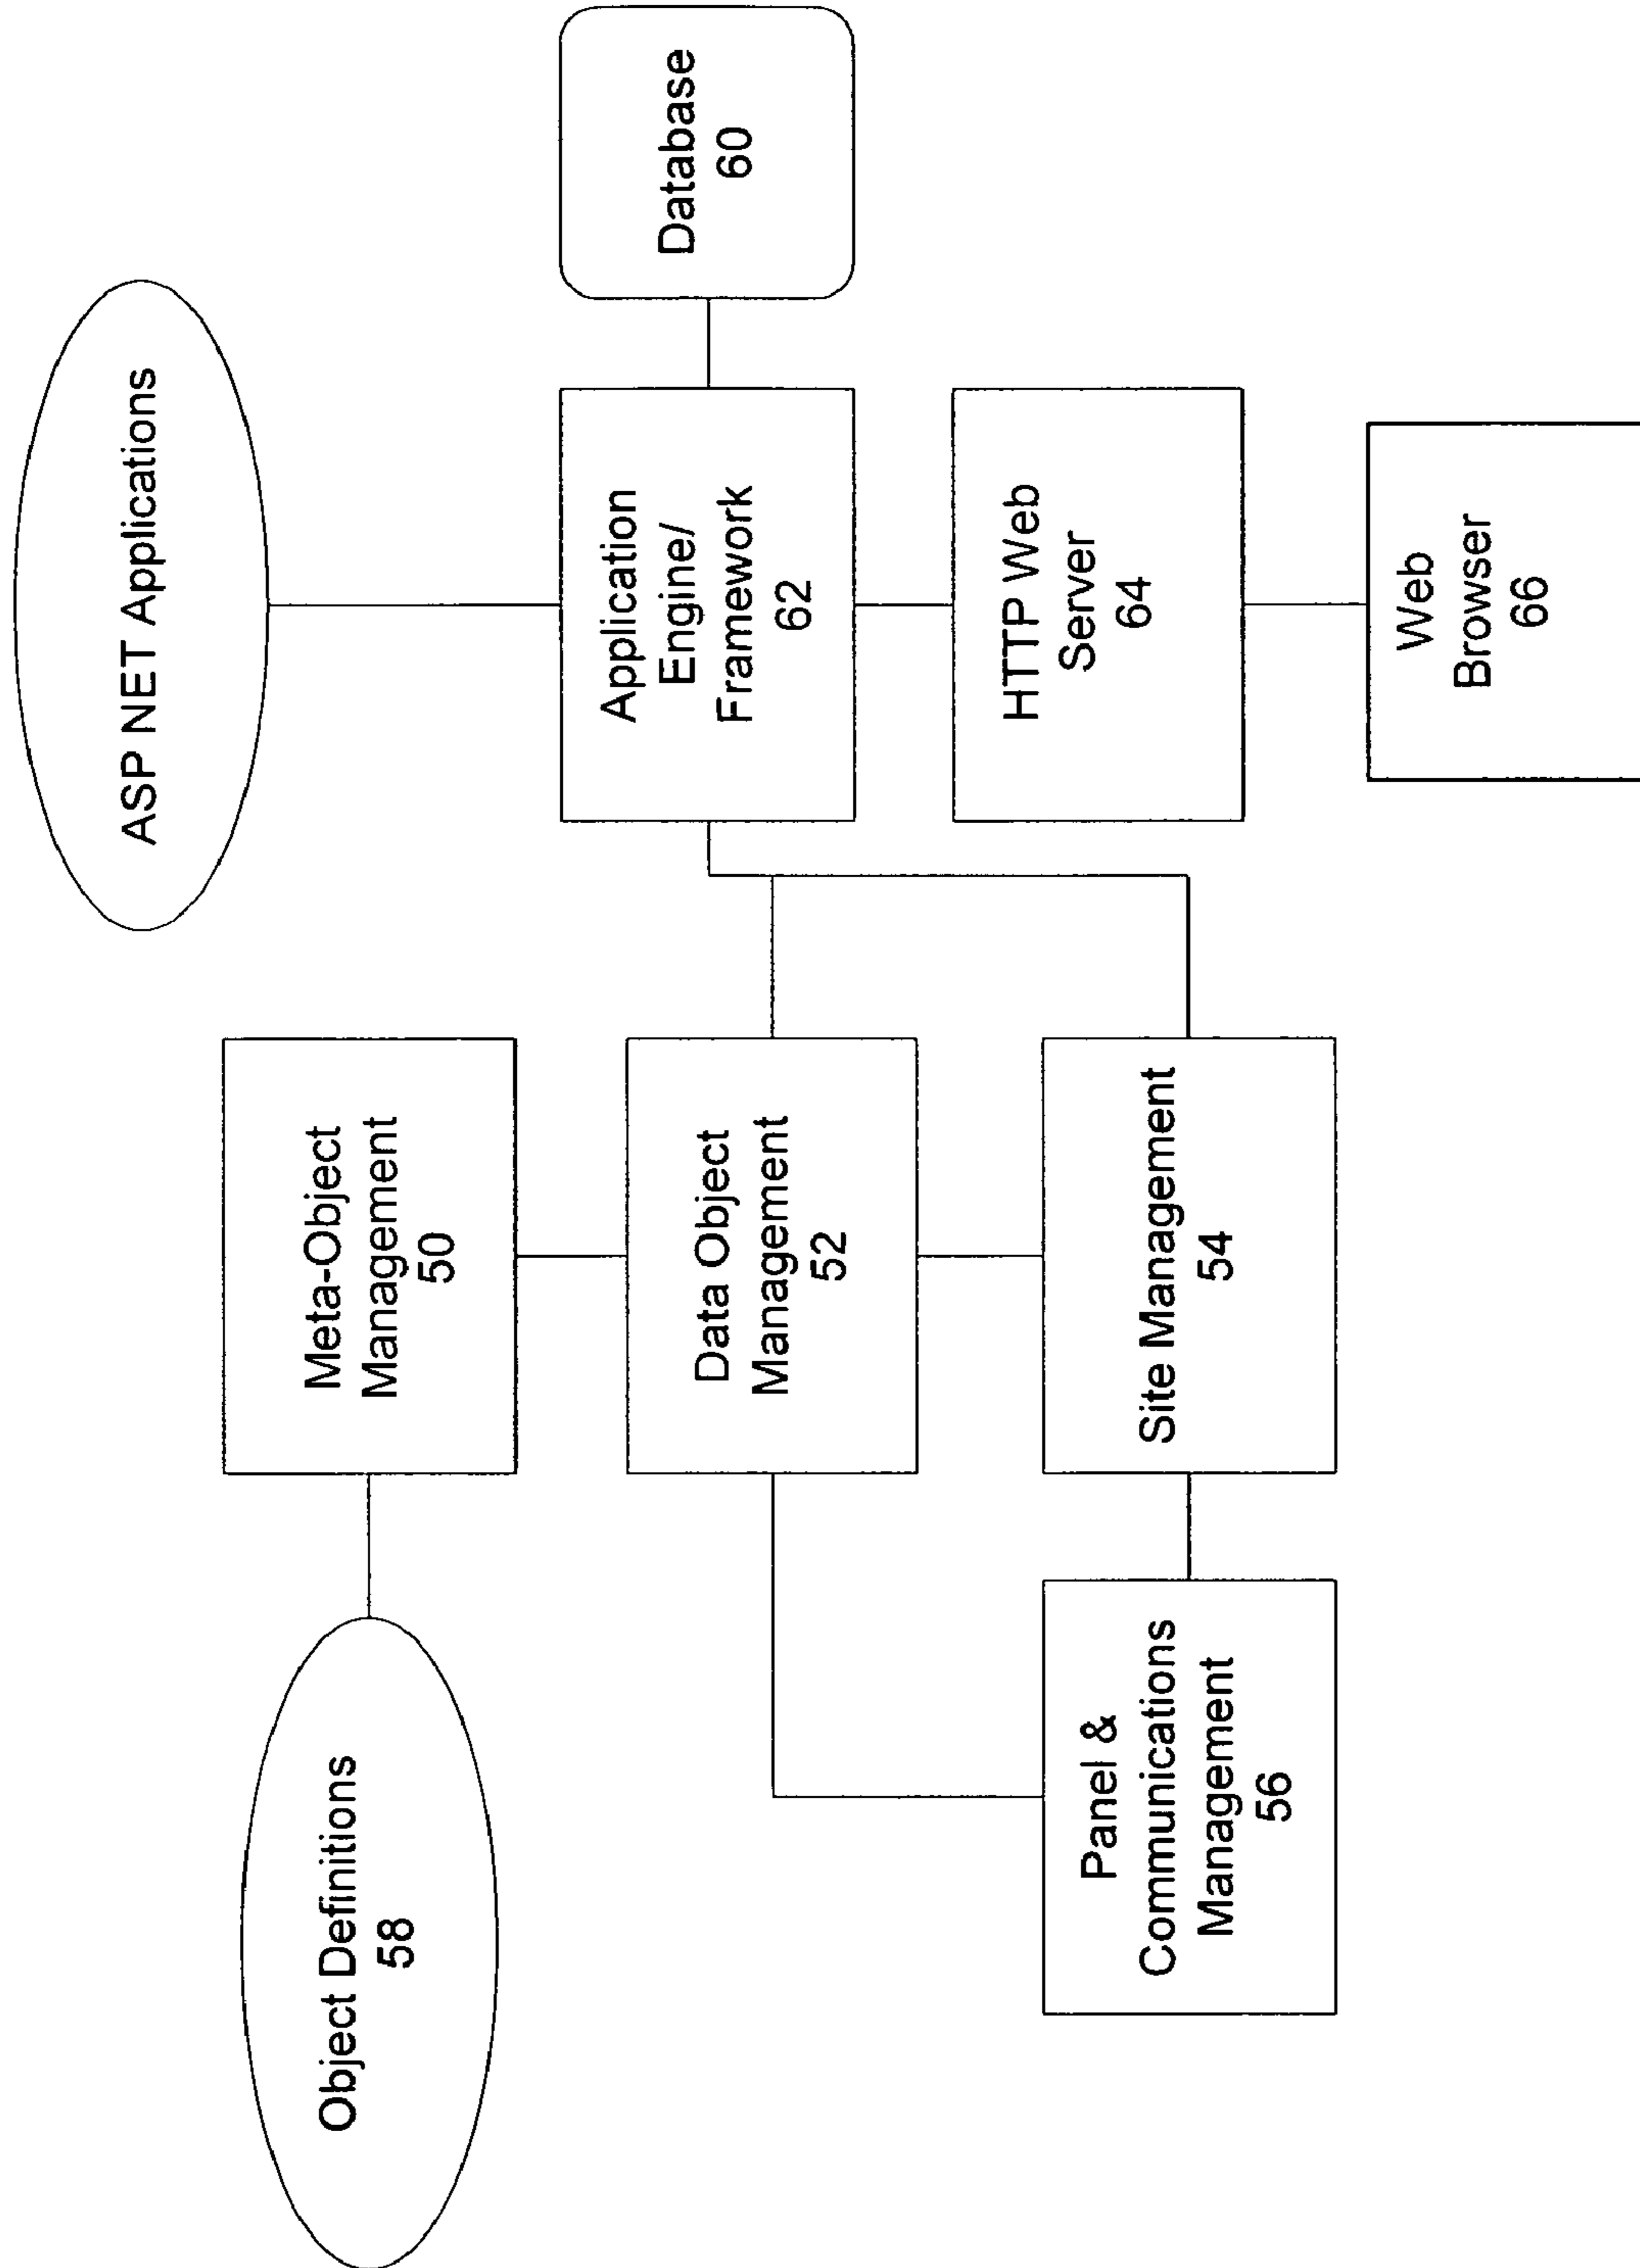 Object Definitions
58
Meta-Object
Management
50
Data Object
Management
52
Site Management
54
Panel &
Communications
Management
56
ASP NET Applications
Application
Engine/
Framework
62
Database
60
HTTP Web
Server
64
Web
Browser
66